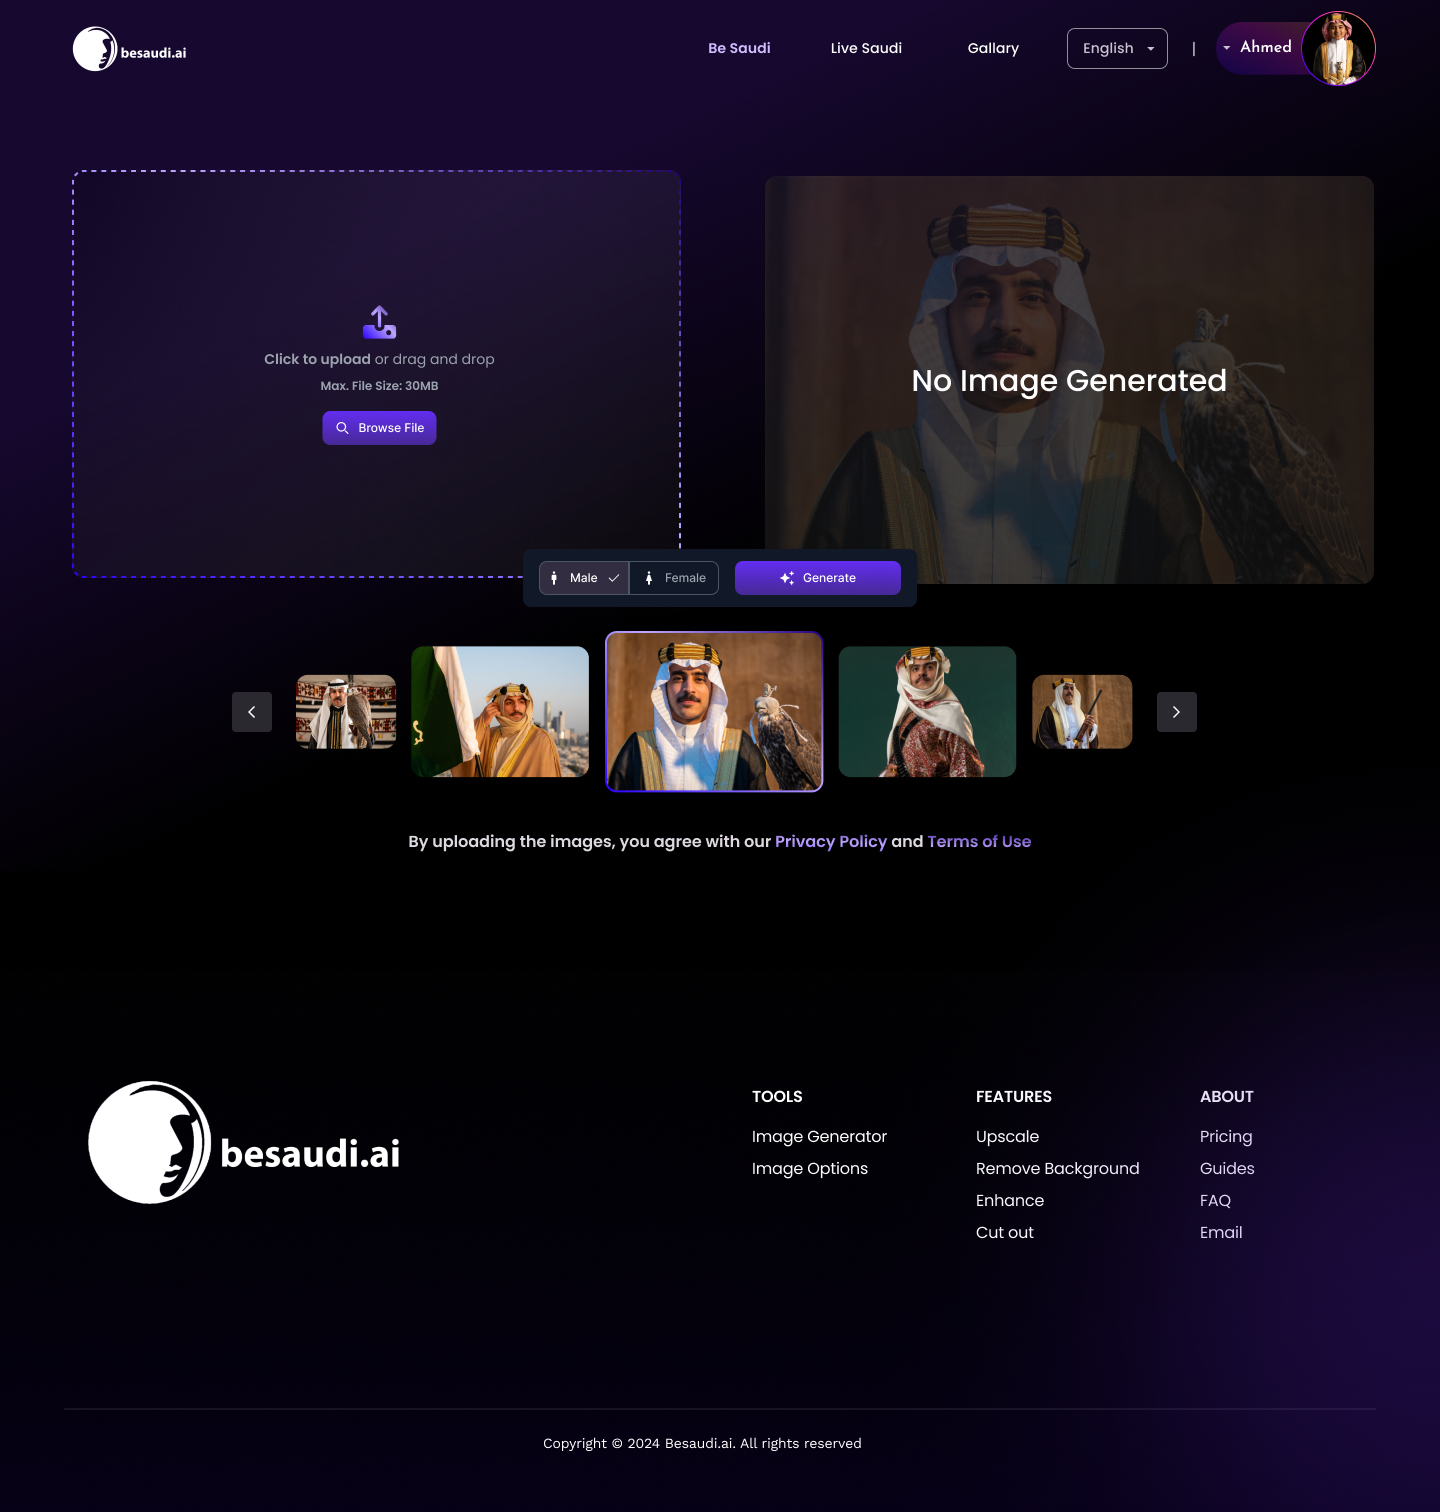 besaudi.ai
Be Saudi
Live Saudi
Gallary
English
|
Ahmed
Click to upload or drag and drop
Max. File Size: 30MB
Browse File
No Image Generated
Male
Female
Generate
By uploading the images, you agree with our Privacy Policy and Terms of Use
besaudi.ai
TOOLS
Image Generator
Image Options
FEATURES
Upscale
Remove Background
Enhance
Cut out
ABOUT
Pricing
Guides
FAQ
Email
Copyright © 2024 Besaudi.ai. All rights reserved